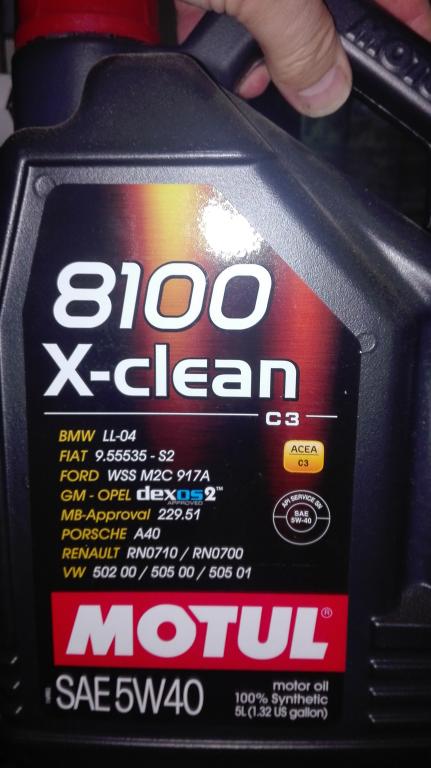 MOTUL
8100
X-clean
C3
BMW LL-04
FIAT 9.55535 - S2
FORD WSS M2C 917A
GM - OPEL dexos2™
APPROVED
MB-Approval 229.51
PORSCHE A40
RENAULT RN0710 / RN0700
VW 502 00 / 505 00 / 505 01
ACEA
C3
API SERVICE SN
SAE
5W-40
MOTUL®
SAE 5W40
motor oil
100% Synthetic
5L (1.32 US gallon)